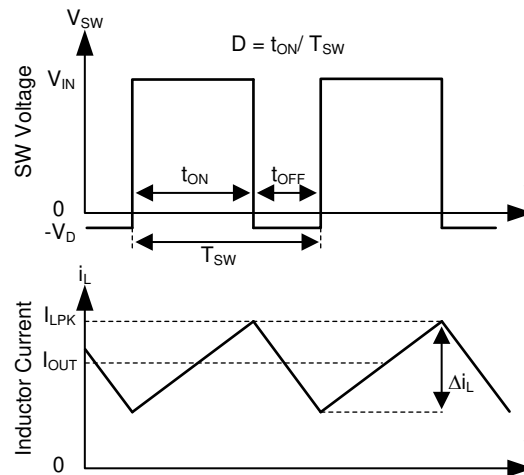 V_SW
D = t_ON/ T_SW
V_IN
SW Voltage
t_ON
t_OFF
0
-V_D
T_SW
i_L
I_LPK
I_OUT
Inductor Current
Δi_L
0